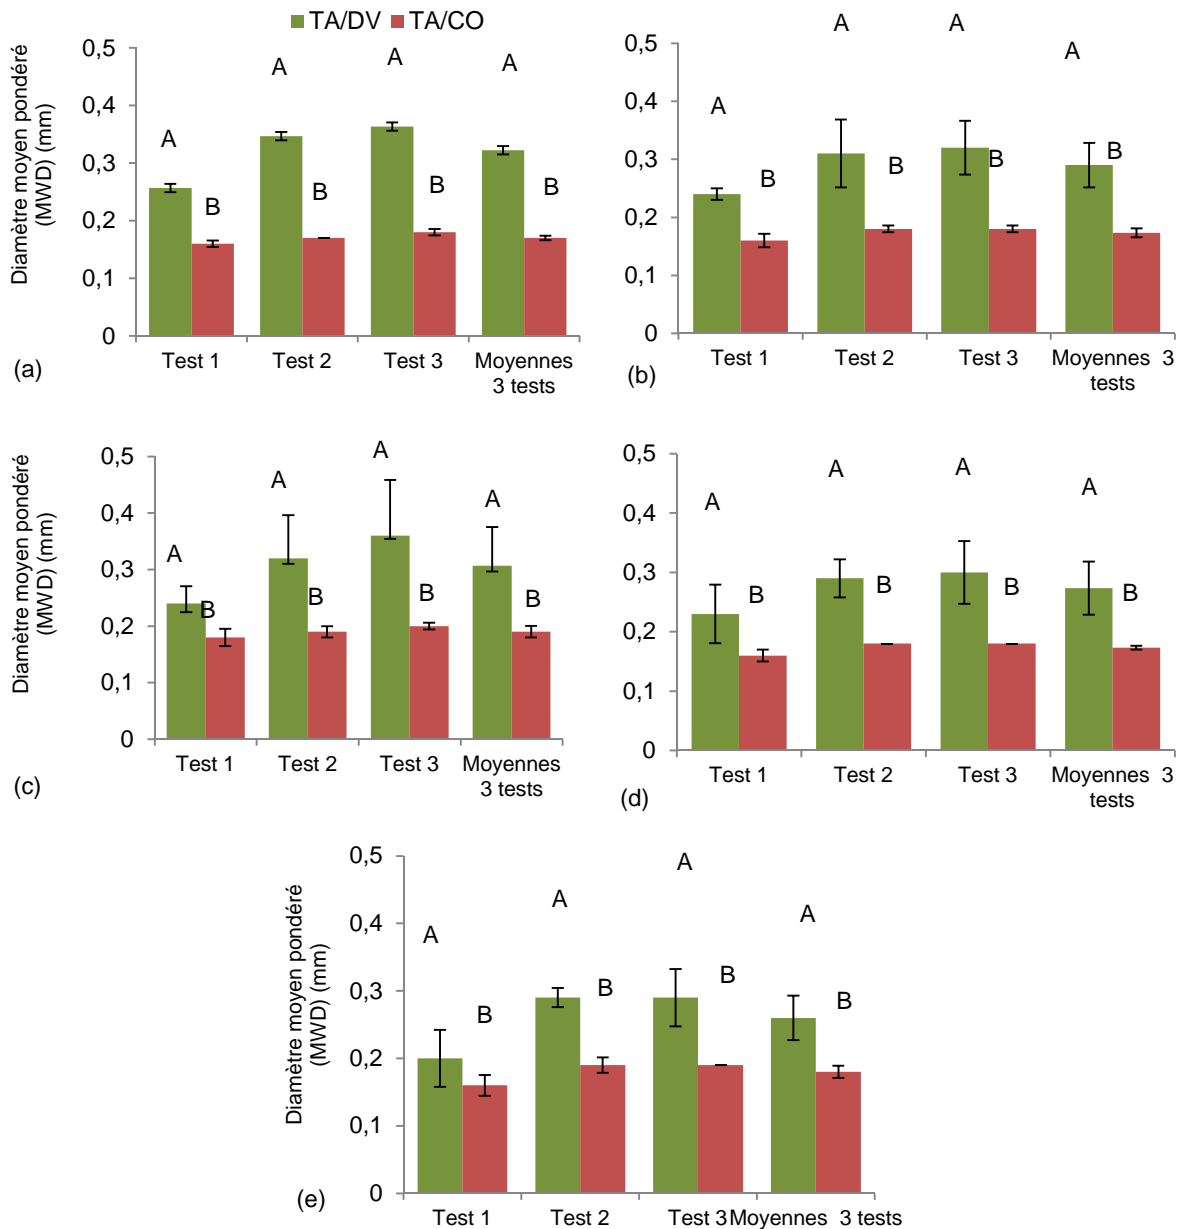 TA/DV TA/CO
Diamètre moyen pondéré
(MWD) (mm)
0,5
0,4
0,3
0,2
0,1
0
A
B
A
B
A
B
A
B
Test 1
Test 2
Test 3
Moyennes
3 tests
(a)
0,5
0,4
0,3
0,2
0,1
0
A
B
A
B
A
B
A
B
Test 1
Test 2
Test 3
Moyennes 3
tests
(b)
Diamètre moyen pondéré
(MWD) (mm)
0,5
0,4
0,3
0,2
0,1
0
A
B
A
B
A
B
A
B
Test 1
Test 2
Test 3
Moyennes
3 tests
(c)
0,5
0,4
0,3
0,2
0,1
0
A
B
A
B
A
B
A
B
Test 1
Test 2
Test 3
Moyennes 3
tests
(d)
Diamètre moyen pondéré
(MWD) (mm)
0,5
0,4
0,3
0,2
0,1
0
A
B
A
B
A
B
A
B
Test 1
Test 2
Test 3
Moyennes 3 tests
(e)